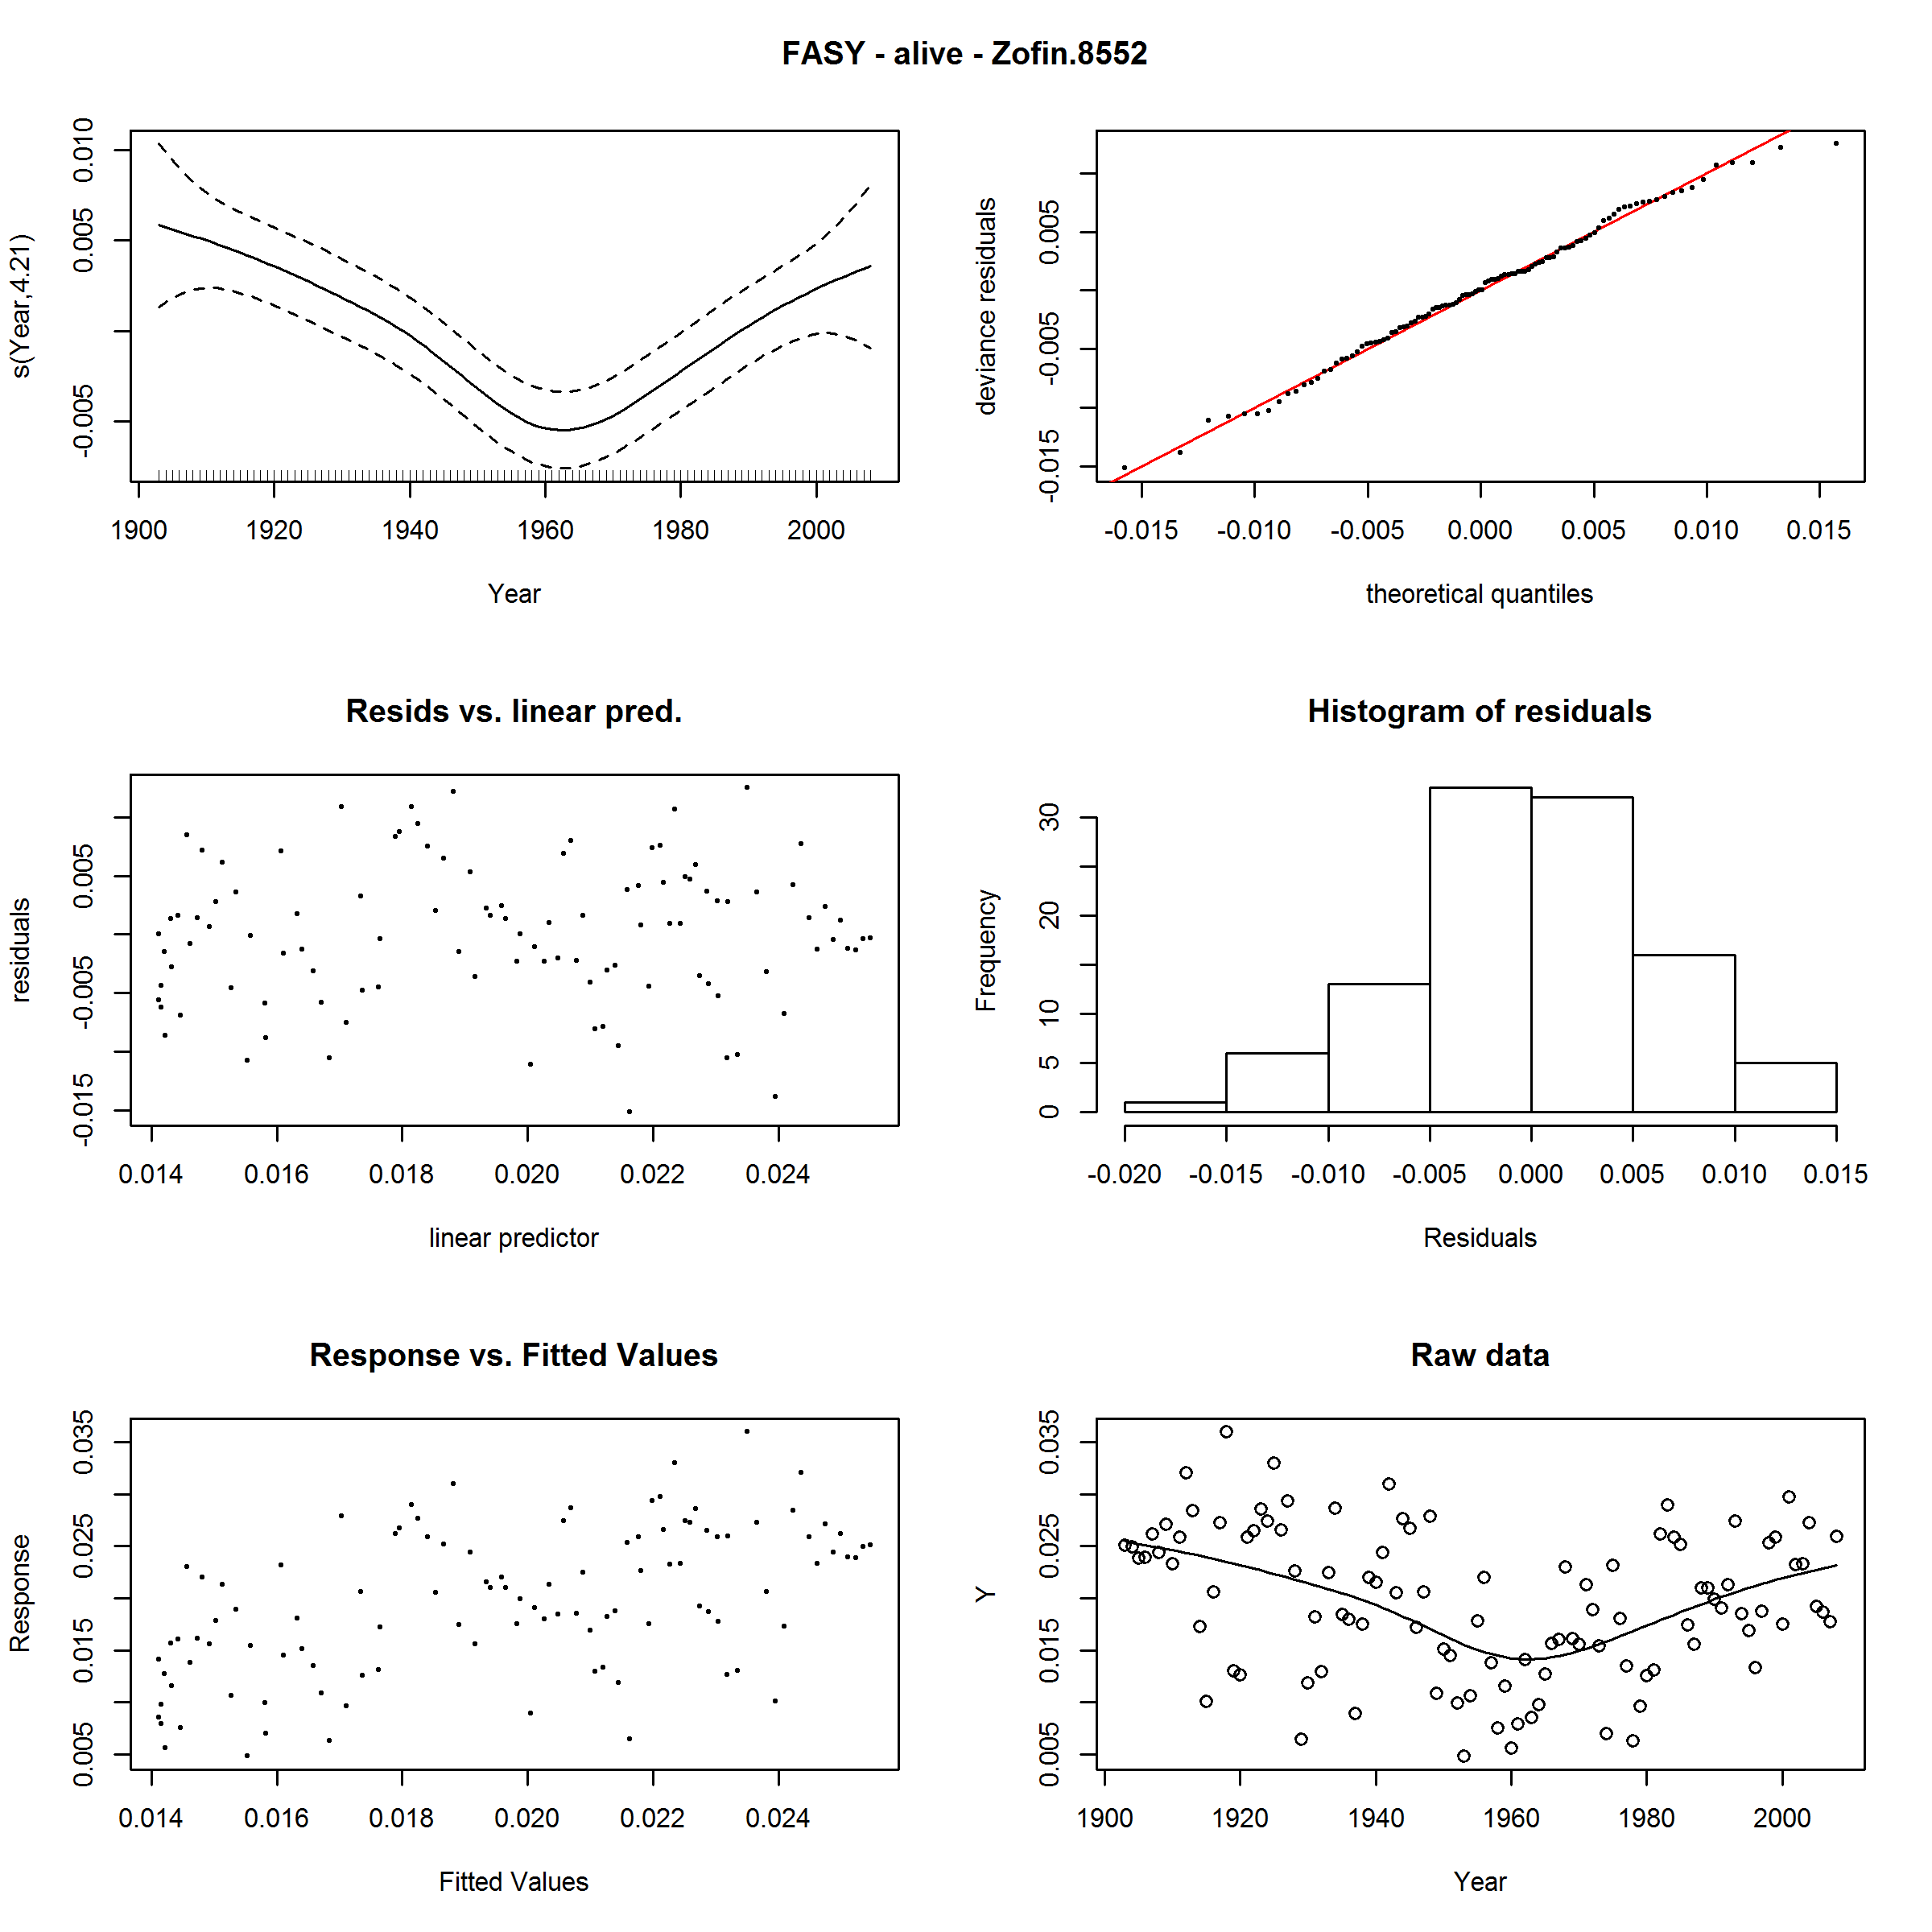 FASY - alive - Zofin.8552
s(Year,4.21)
-0.005 0.005 0.010
1900 1920 1940 1960 1980 2000
Year
deviance residuals
-0.015 -0.005 0.005
-0.015 -0.010 -0.005 0.000 0.005 0.010 0.015
theoretical quantiles
Resids vs. linear pred.
residuals
-0.015 -0.005 0.005
0.014 0.016 0.018 0.020 0.022 0.024
linear predictor
Histogram of residuals
Frequency
0 5 10 20 30
-0.020 -0.015 -0.010 -0.005 0.000 0.005 0.010 0.015
Residuals
Response vs. Fitted Values
Response
0.005 0.015 0.025 0.035
0.014 0.016 0.018 0.020 0.022 0.024
Fitted Values
Raw data
Y
0.005 0.015 0.025 0.035
1900 1920 1940 1960 1980 2000
Year